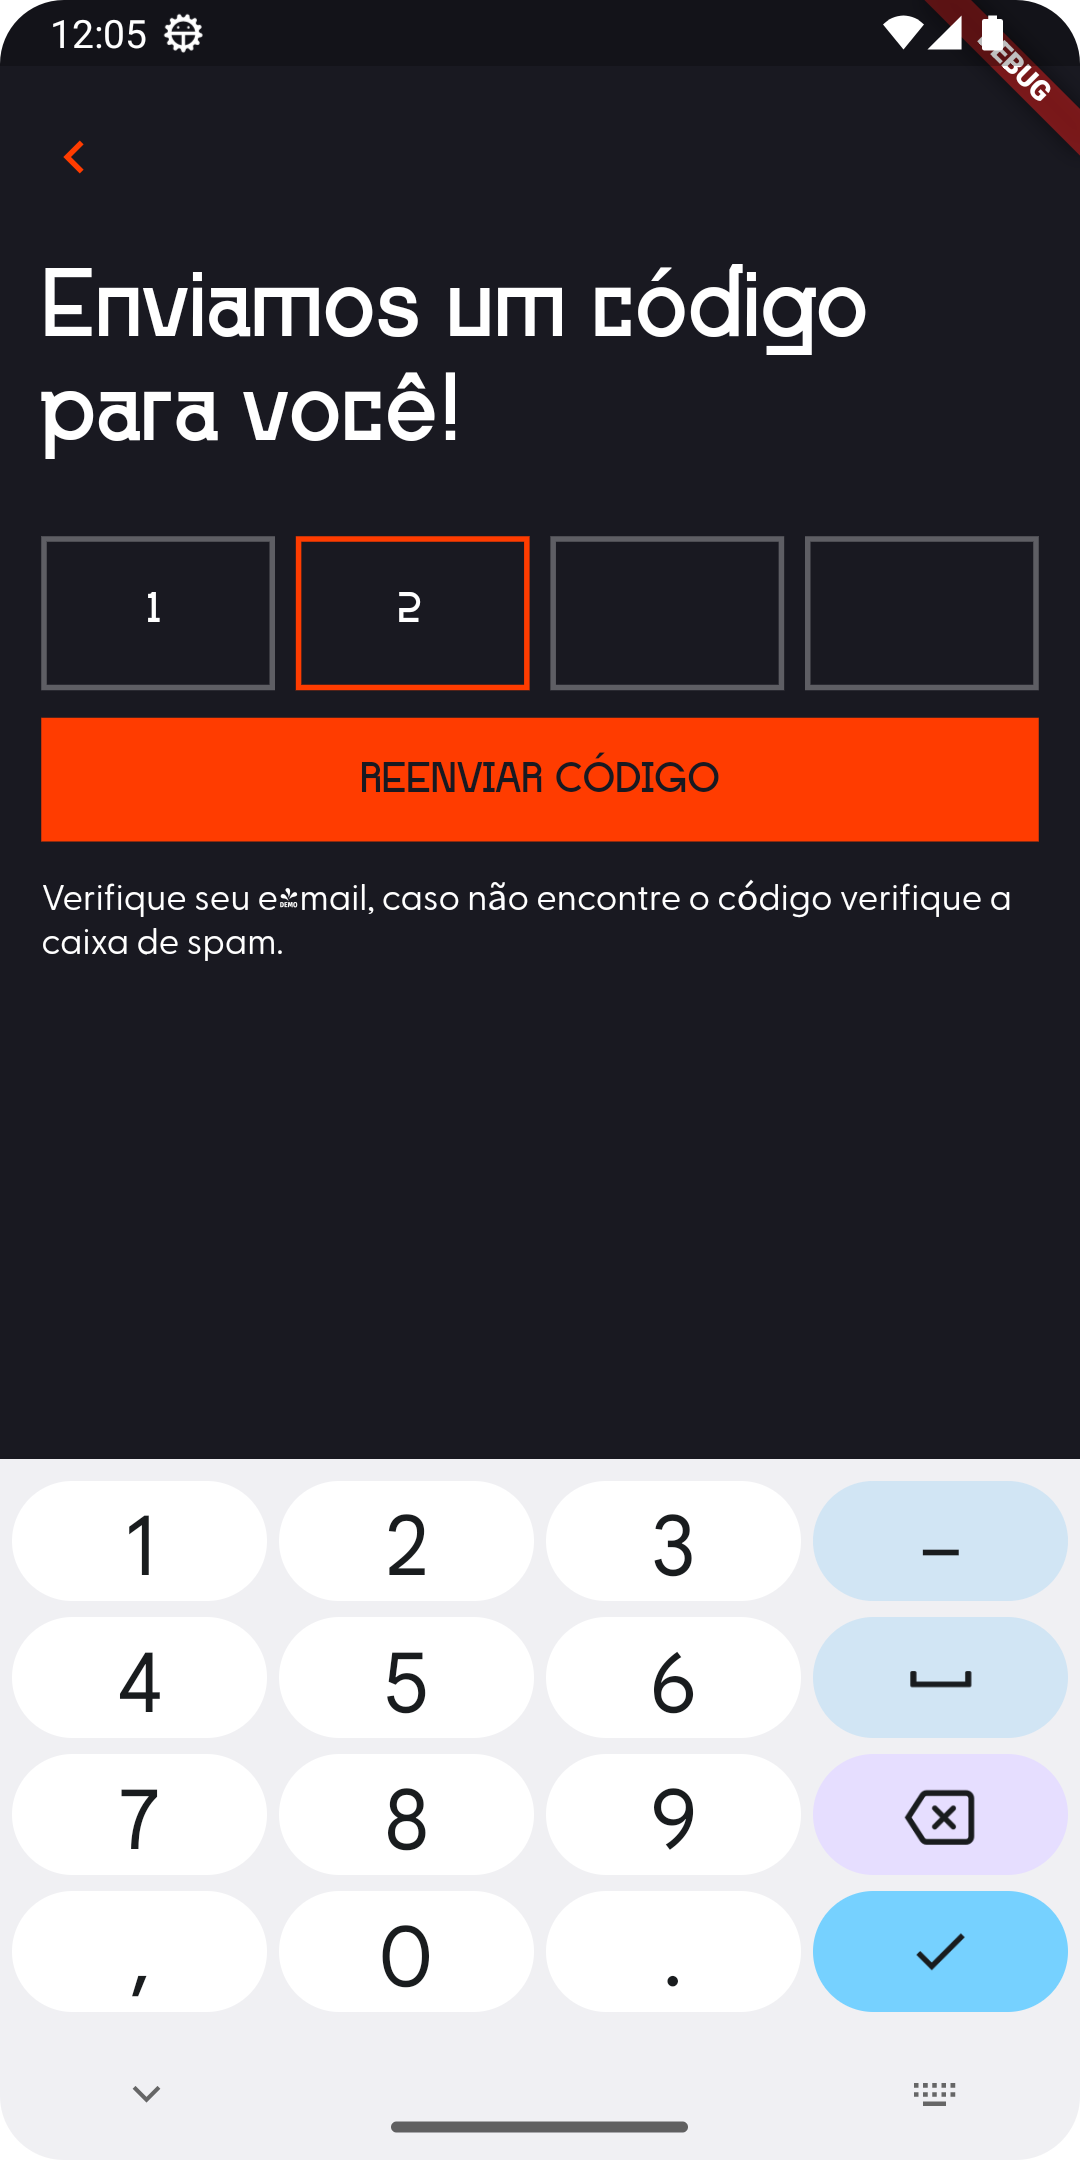 12:05
DEBUG
Enviamos um código
para você!
1 2
REENVIAR CÓDIGO
Verifique seu e mail, caso não encontre o código verifique a
caixa de spam.
1 2 3 –
4 5 6
7 8 9
, 0 .